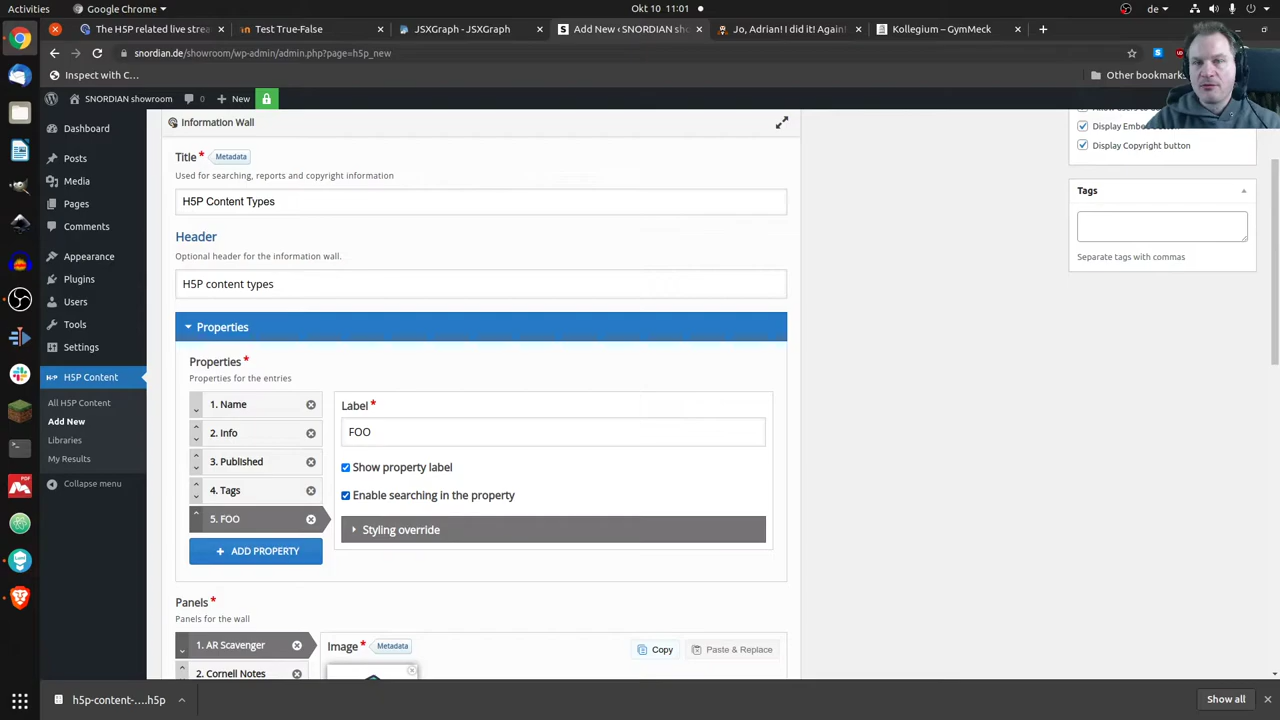 Activities
Google Chrome
Okt 10 11:01
de
The H5P related live strea
Test True-False
JSXGraph - JSXGraph
Add New ‹ SNORDIAN sho
Jo, Adrian! I did it! Again!
Kollegium – GymMeck
snordian.de/showroom/wp-admin/admin.php?page=h5p_new
Inspect with C…
Other bookmarks
SNORDIAN showroom
0
+ New
Dashboard
Posts
Media
Pages
Comments
Appearance
Plugins
Users
Tools
Settings
H5P Content
All H5P Content
Add New
Libraries
My Results
Collapse menu
Information Wall
Title * Metadata
Used for searching, reports and copyright information
H5P Content Types
Header
Optional header for the information wall.
H5P content types
Properties
Properties *
Properties for the entries
1. Name
2. Info
3. Published
4. Tags
5. FOO
+ ADD PROPERTY
Label *
FOO
Show property label
Enable searching in the property
Styling override
Panels *
Panels for the wall
1. AR Scavenger
2. Cornell Notes
Image * Metadata
Copy
Paste & Replace
Display Copyright button
Tags
Separate tags with commas
h5p-content-....h5p
Show all